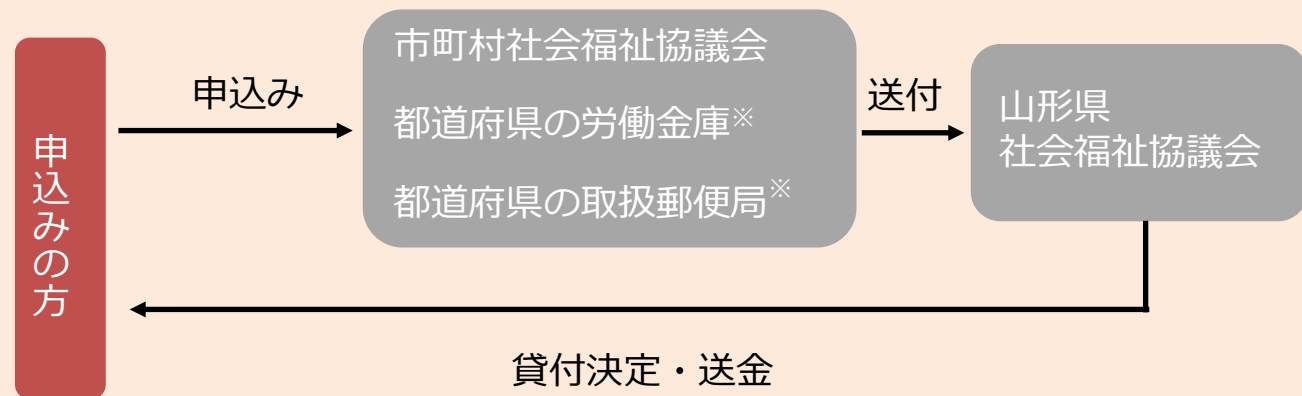 申込みの方
申込み
市町村社会福祉協議会
都道府県の労働金庫※
都道府県の取扱郵便局※
送付
山形県
社会福祉協議会
貸付決定・送金